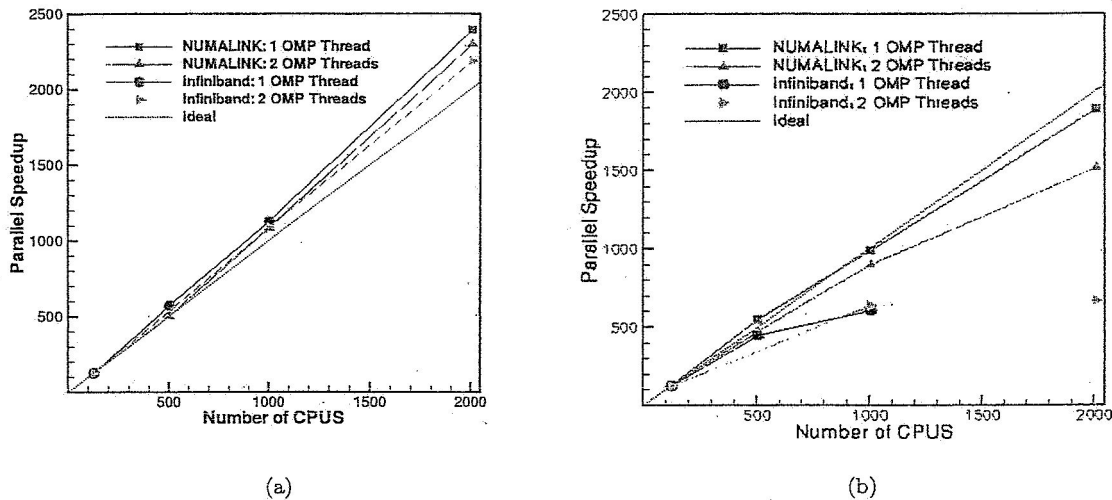 2500
2000
1500
1000
500
Parallel Speedup
NUMALINK: 1 OMP Thread
NUMALINK: 2 OMP Threads
Infiniband: 1 OMP Thread
Infiniband: 2 OMP Threads
Ideal
500 1000 1500 2000
Number of CPUS
(a)
2500
2000
1500
1000
500
Parallel Speedup
NUMALINK: 1 OMP Thread
NUMALINK: 2 OMP Threads
Infiniband: 1 OMP Thread
Infiniband: 2 OMP Threads
Ideal
500 1000 1500 2000
Number of CPUS
(b)